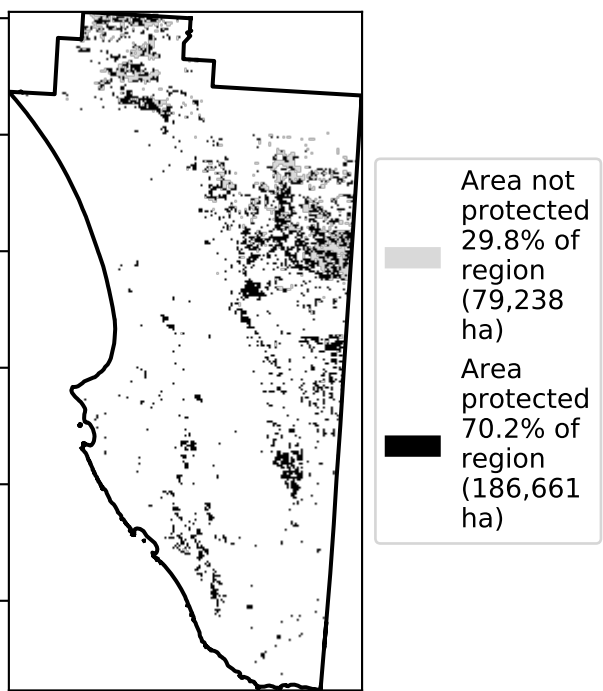 Area not
protected
29.8% of
region
(79,238
ha)
Area
protected
70.2% of
region
(186,661
ha)